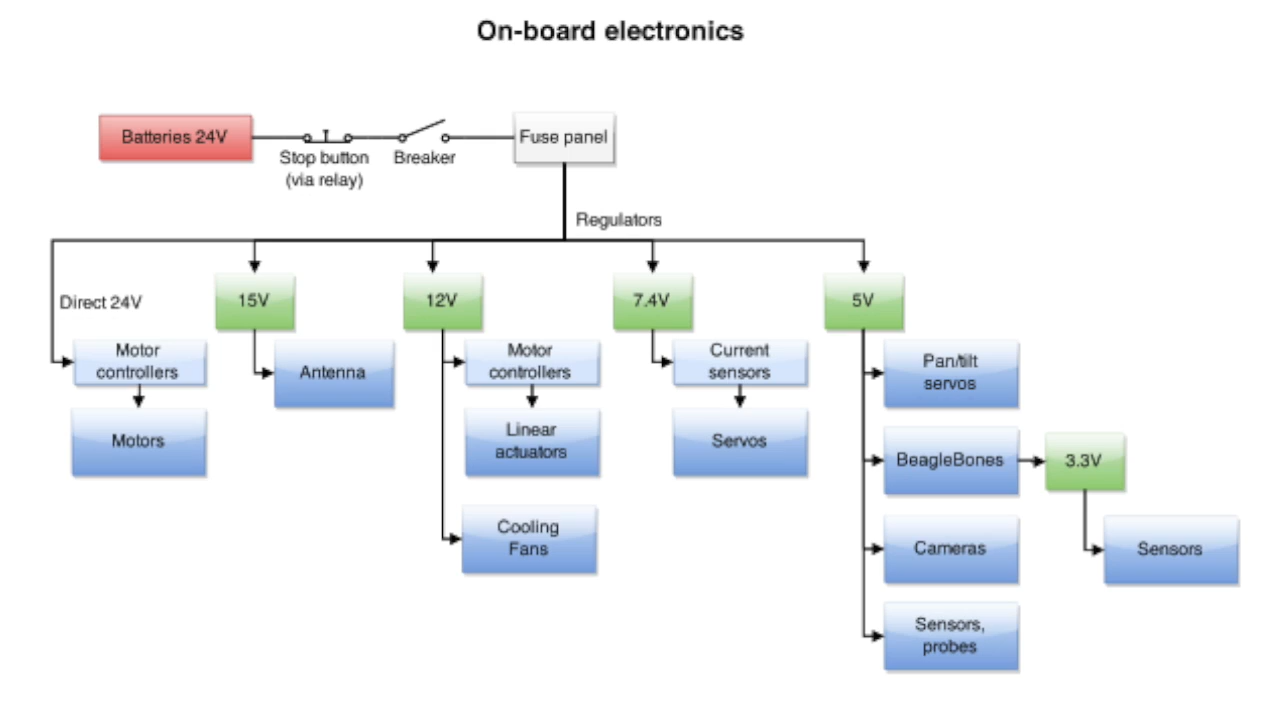 On-board electronics
Batteries 24V
Stop button
(via relay)
Breaker
Fuse panel
Regulators
Direct 24V
15V
12V
7.4V
5V
Motor
controllers
Motors
Antenna
Motor
controllers
Linear
actuators
Cooling
Fans
Current
sensors
Servos
Pan/tilt
servos
BeagleBones
3.3V
Cameras
Sensors
Sensors,
probes